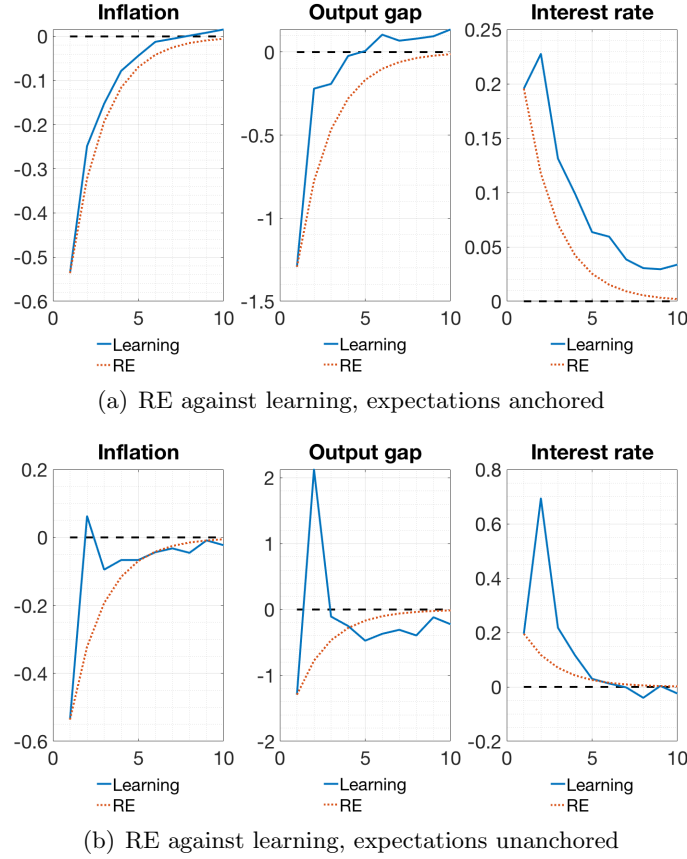 Inflation
Output gap
Interest rate
0
-0.1
-0.2
-0.3
-0.4
-0.5
-0.6
0
5
10
0
-0.5
-1
-1.5
0
5
10
0.25
0.2
0.15
0.1
0.05
0
0
5
10
Learning
RE
Learning
RE
Learning
RE
(a) RE against learning, expectations anchored
Inflation
Output gap
Interest rate
0.2
0
-0.2
-0.4
-0.6
0
5
10
2
1
0
-1
-2
0
5
10
0.8
0.6
0.4
0.2
0
-0.2
0
5
10
Learning
RE
Learning
RE
Learning
RE
(b) RE against learning, expectations unanchored